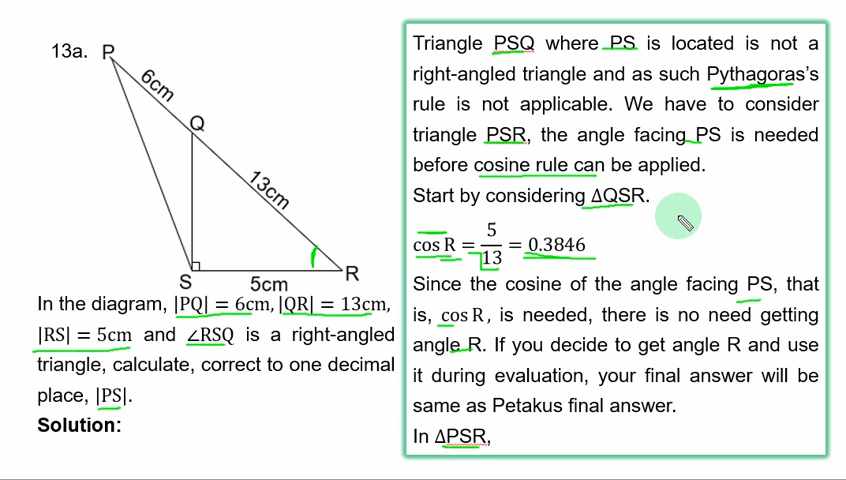 13a. P
6cm
Q
13cm
S
5cm
R
In the diagram, |PQ| = 6cm, |QR| = 13cm,
|RS| = 5cm and ∠RSQ is a right-angled
triangle, calculate, correct to one decimal
place, |PS|.
Solution:
Triangle PSQ where PS is located is not a
right-angled triangle and as such Pythagoras's
rule is not applicable. We have to consider
triangle PSR, the angle facing PS is needed
before cosine rule can be applied.
Start by considering ΔQSR.
cos R = 5/13 = 0.3846
Since the cosine of the angle facing PS, that
is, cos R, is needed, there is no need getting
angle R. If you decide to get angle R and use
it during evaluation, your final answer will be
same as Petakus final answer.
In ΔPSR,